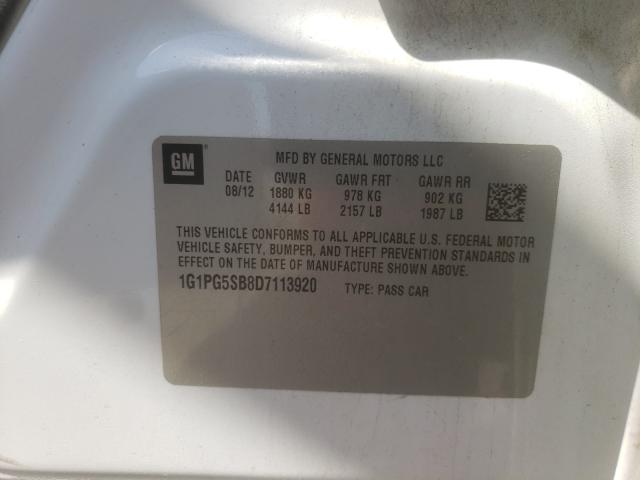 GM ®
MFD BY GENERAL MOTORS LLC
DATE GVWR GAWR FRT GAWR RR
08/12 1880 KG 978 KG 902 KG
4144 LB 2157 LB 1987 LB
THIS VEHICLE CONFORMS TO ALL APPLICABLE U.S. FEDERAL MOTOR
VEHICLE SAFETY, BUMPER, AND THEFT PREVENTION STANDARDS IN
EFFECT ON THE DATE OF MANUFACTURE SHOWN ABOVE.
1G1PG5SB8D7113920 TYPE: PASS CAR